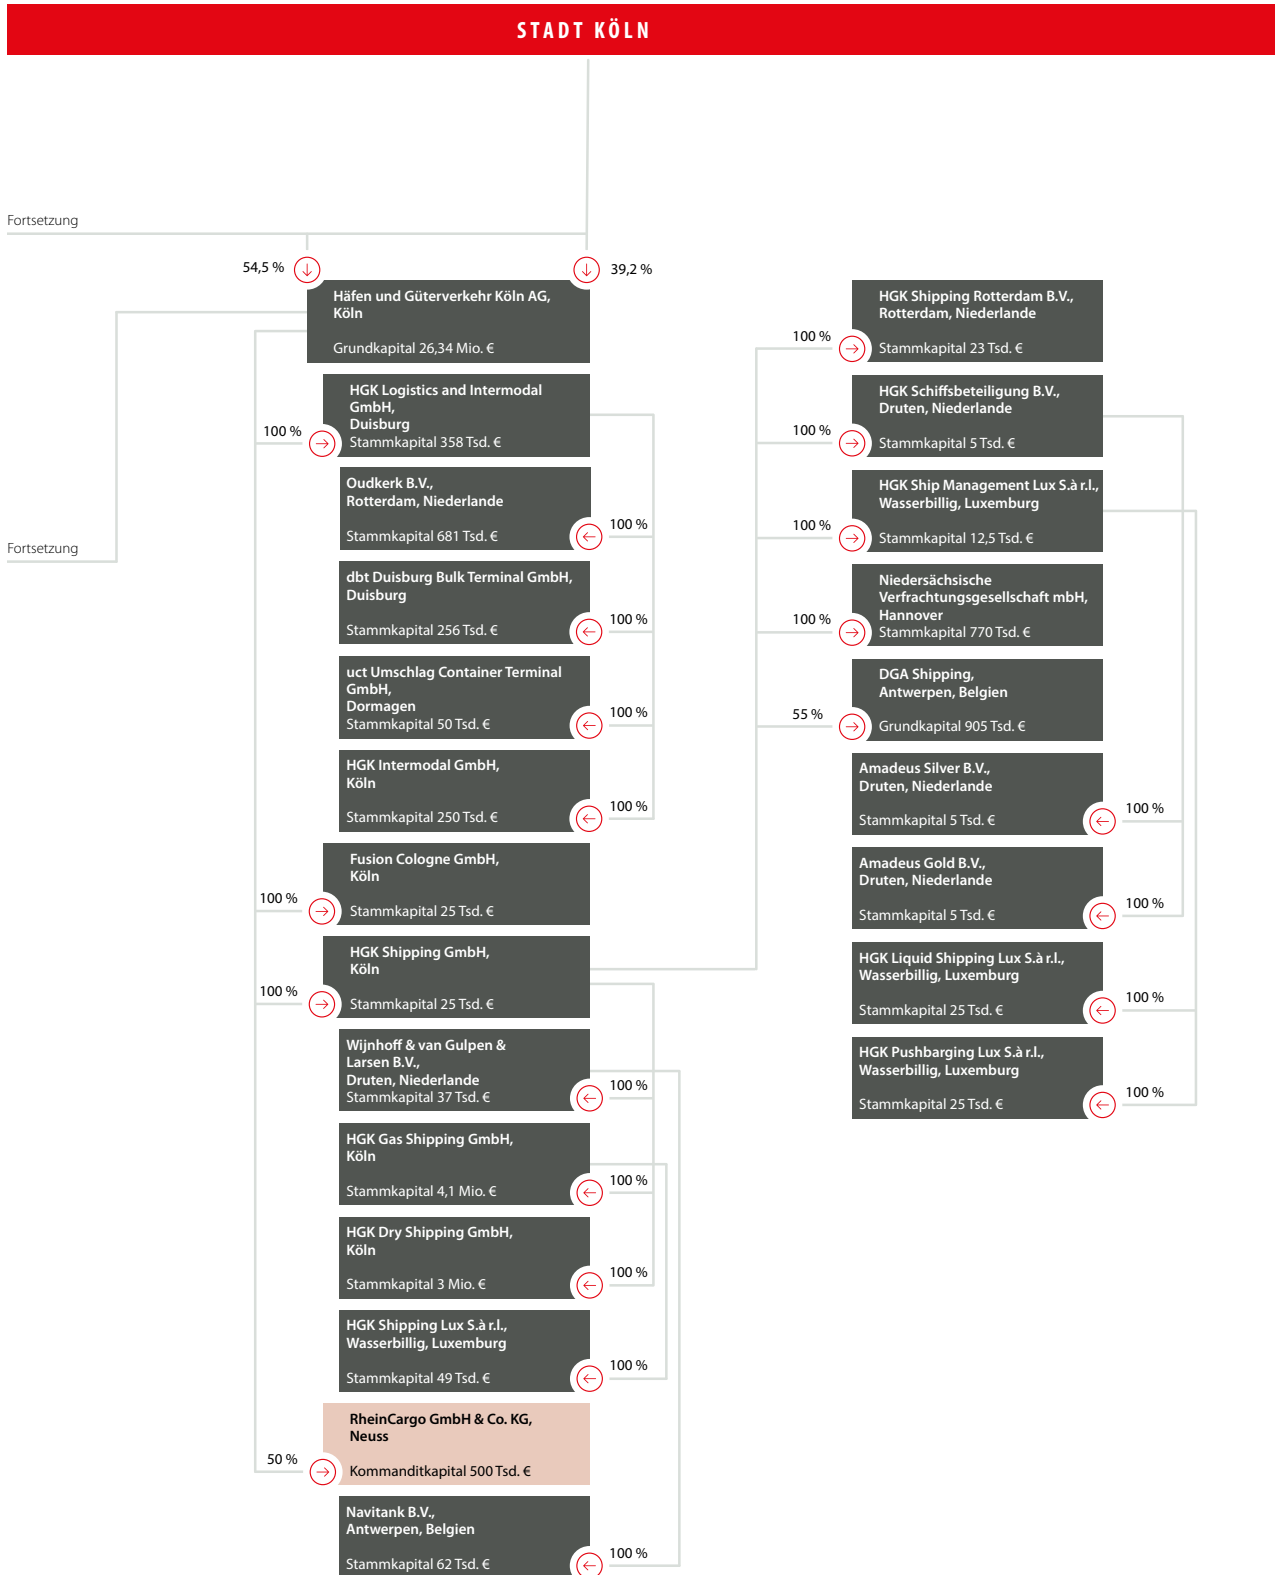 STADT KÖLN
Fortsetzung
54,5 %
39,2 %
Häfen und Güterverkehr Köln AG,
Köln
Grundkapital 26,34 Mio. €
100 %
HGK Logistics and Intermodal
GmbH,
Duisburg
Stammkapital 358 Tsd. €
Oudkerk B.V.,
Rotterdam, Niederlande
Stammkapital 681 Tsd. €
100 %
Fortsetzung
dbt Duisburg Bulk Terminal GmbH,
Duisburg
Stammkapital 256 Tsd. €
100 %
uct Umschlag Container Terminal
GmbH,
Dormagen
Stammkapital 50 Tsd. €
100 %
HGK Intermodal GmbH,
Köln
Stammkapital 250 Tsd. €
100 %
Fusion Cologne GmbH,
Köln
Stammkapital 25 Tsd. €
100 %
HGK Shipping GmbH,
Köln
Stammkapital 25 Tsd. €
100 %
Wijnhoff & van Gulpen &
Larsen B.V.,
Druten, Niederlande
Stammkapital 37 Tsd. €
100 %
HGK Gas Shipping GmbH,
Köln
Stammkapital 4,1 Mio. €
100 %
HGK Dry Shipping GmbH,
Köln
Stammkapital 3 Mio. €
100 %
HGK Shipping Lux S.à r.l.,
Wasserbillig, Luxemburg
Stammkapital 49 Tsd. €
100 %
RheinCargo GmbH & Co. KG,
Neuss
Kommanditkapital 500 Tsd. €
50 %
Navitank B.V.,
Antwerpen, Belgien
Stammkapital 62 Tsd. €
100 %
HGK Shipping Rotterdam B.V.,
Rotterdam, Niederlande
Stammkapital 23 Tsd. €
100 %
HGK Schiffsbeteiligung B.V.,
Druten, Niederlande
Stammkapital 5 Tsd. €
100 %
HGK Ship Management Lux S.à r.l.,
Wasserbillig, Luxemburg
Stammkapital 12,5 Tsd. €
100 %
Niedersächsische
Verfrachtungsgesellschaft mbH,
Hannover
Stammkapital 770 Tsd. €
100 %
DGA Shipping,
Antwerpen, Belgien
Grundkapital 905 Tsd. €
55 %
Amadeus Silver B.V.,
Druten, Niederlande
Stammkapital 5 Tsd. €
100 %
Amadeus Gold B.V.,
Druten, Niederlande
Stammkapital 5 Tsd. €
100 %
HGK Liquid Shipping Lux S.à r.l.,
Wasserbillig, Luxemburg
Stammkapital 25 Tsd. €
100 %
HGK Pushbarging Lux S.à r.l.,
Wasserbillig, Luxemburg
Stammkapital 25 Tsd. €
100 %